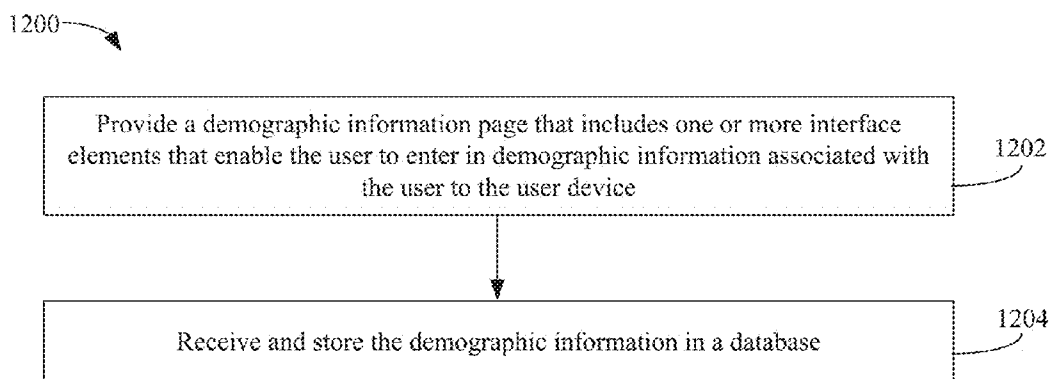 1200
Provide a demographic information page that includes one or more interface
elements that enable the user to enter in demographic information associated with
the user to the user device
1202
Receive and store the demographic information in a database
1204